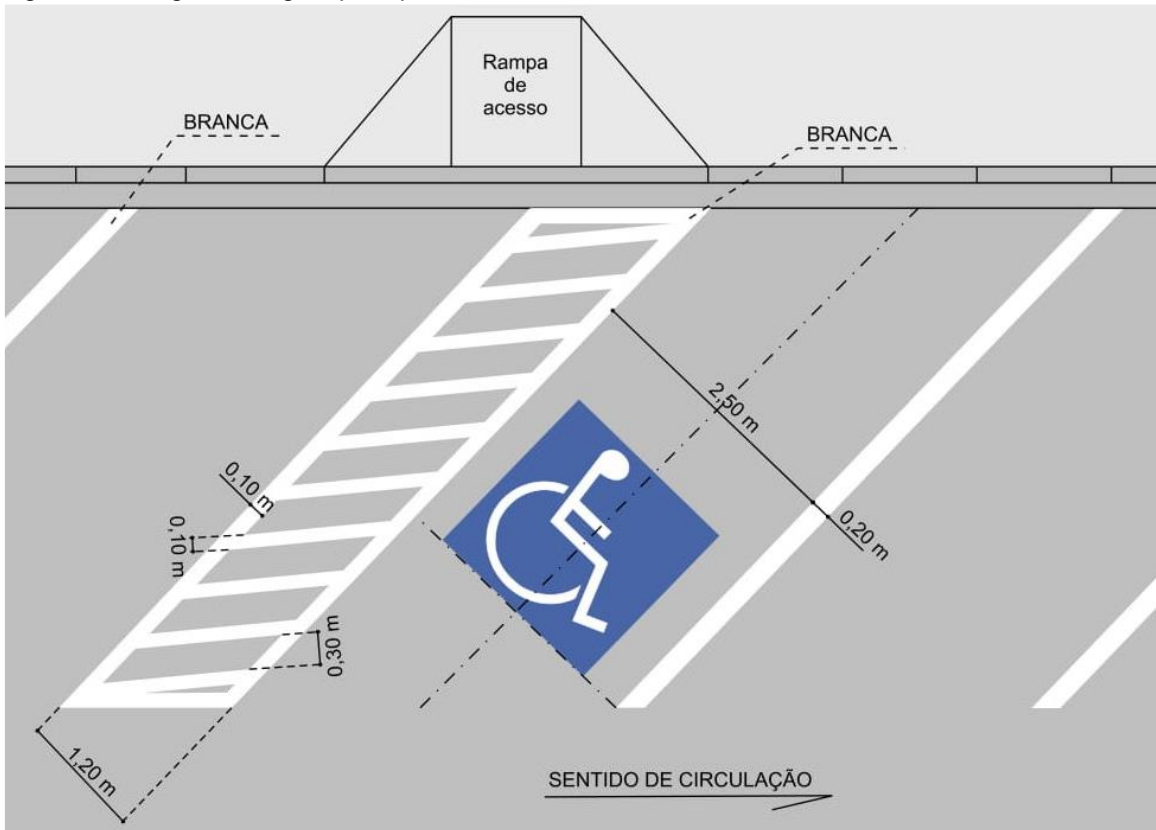 Rampa
de
acesso
BRANCA
BRANCA
2,50 m
0,10 m
0,20 m
0,10 m
0,30 m
1,20 m
SENTIDO DE CIRCULAÇÃO